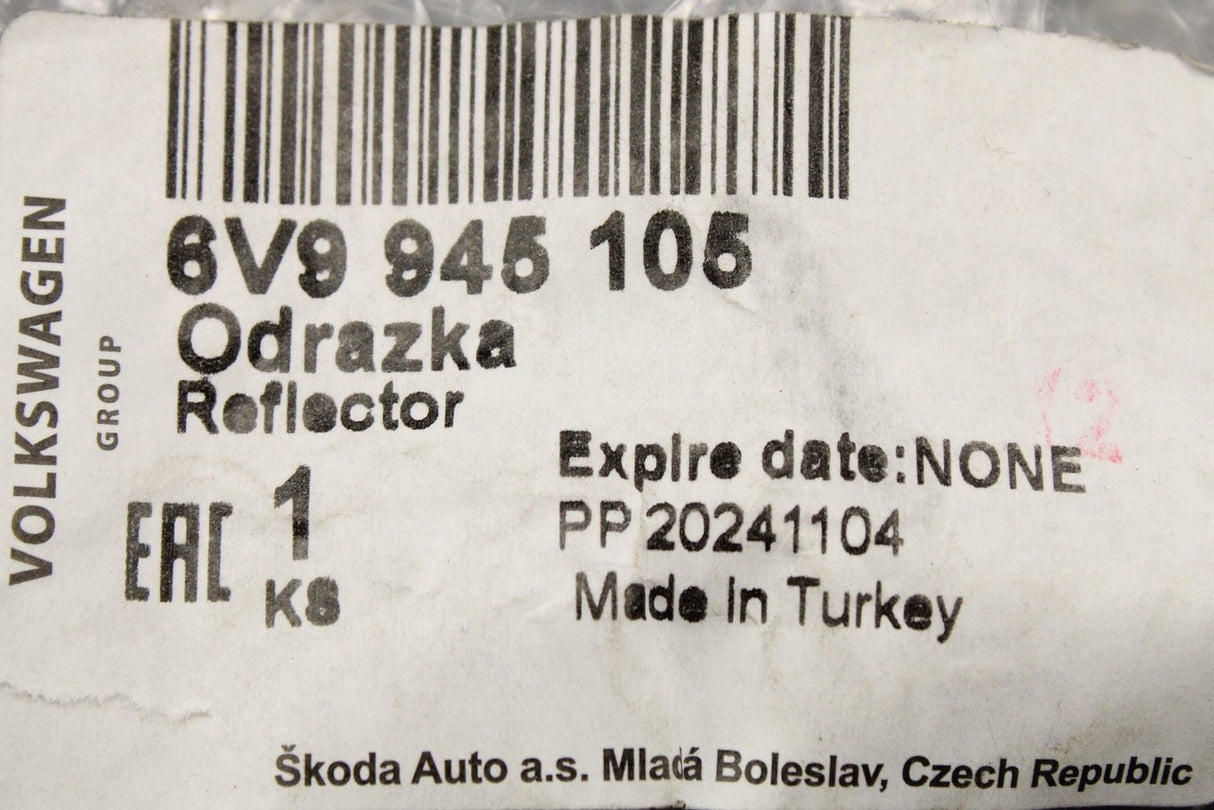 VOLKSWAGEN
GROUP
6V9 945 105
Odrazka
Reflector
EAC
1
KS
Expire date:NONE
PP 20241104
Made in Turkey
12
Škoda Auto a.s. Mladá Boleslav, Czech Republic